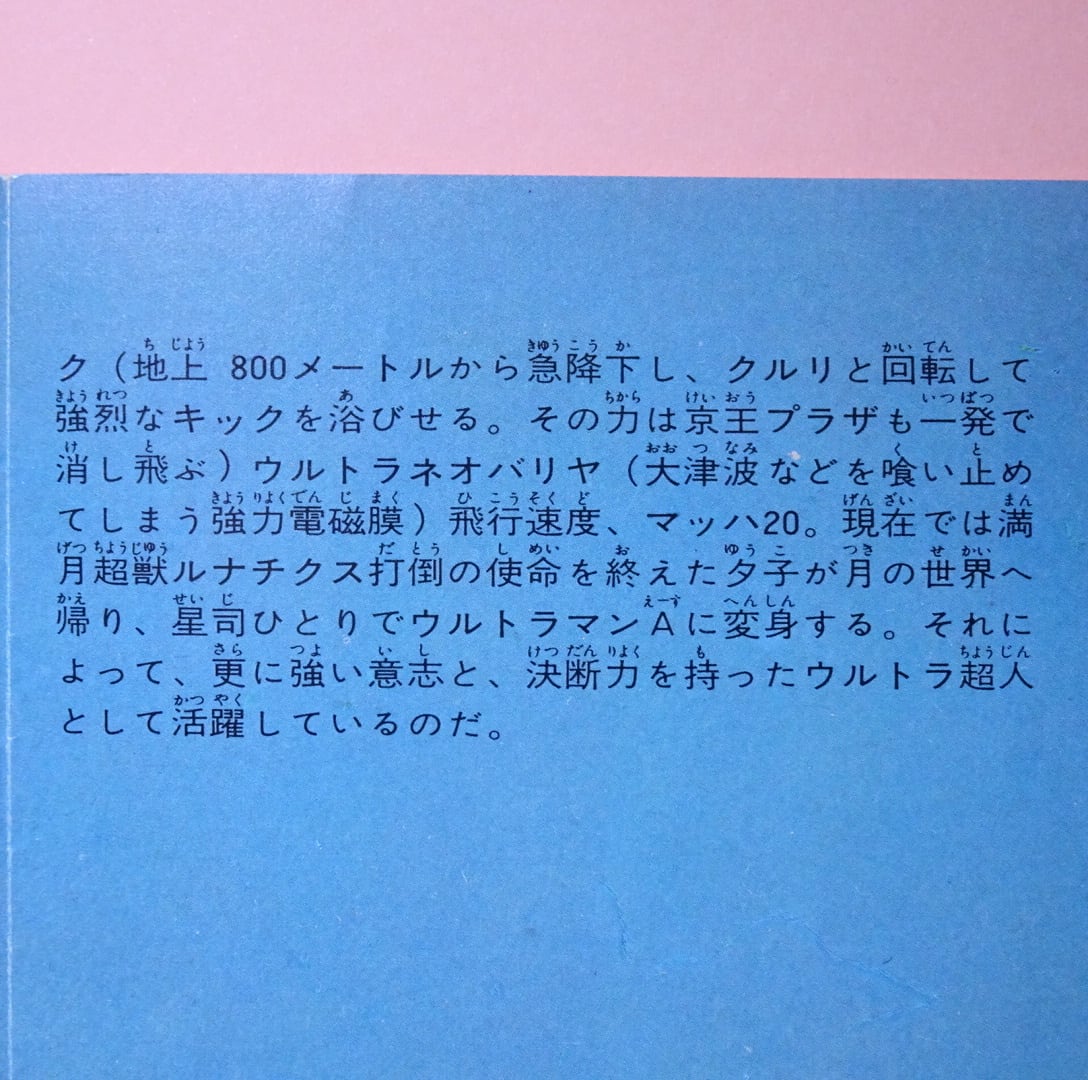 ク（地上 800メートルから急降下し、クルリと回転して
強烈なキックを浴びせる。その力は京王プラザも一発で
消し飛ぶ）ウルトラネオバリヤ（大津波などを喰い止め
てしまう強力電磁膜）飛行速度、マッハ20。現在では満
月超獣ルナチクス打倒の使命を終えた夕子が月の世界へ
帰り、星司ひとりでウルトラマンAに変身する。それに
よって、更に強い意志と、決断力を持ったウルトラ超人
として活躍しているのだ。